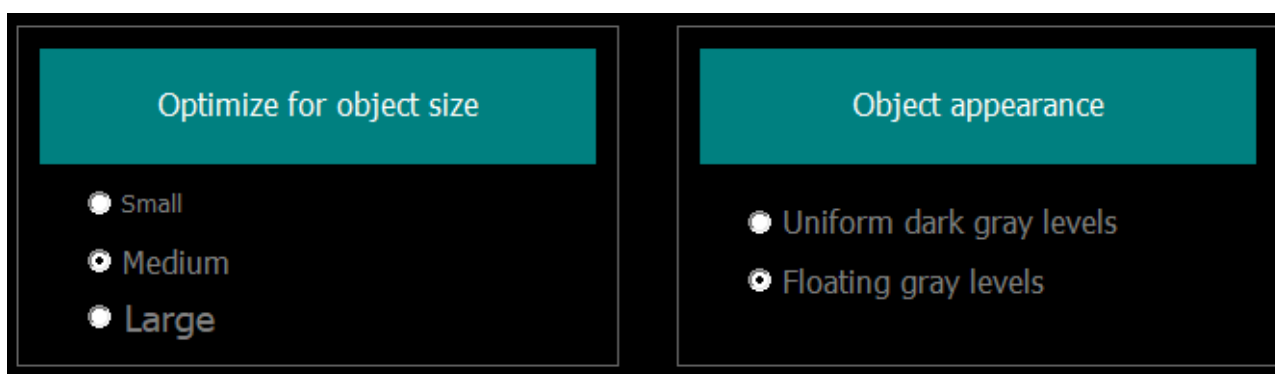 Optimize for object size
Small
Medium
Large
Object appearance
Uniform dark gray levels
Floating gray levels